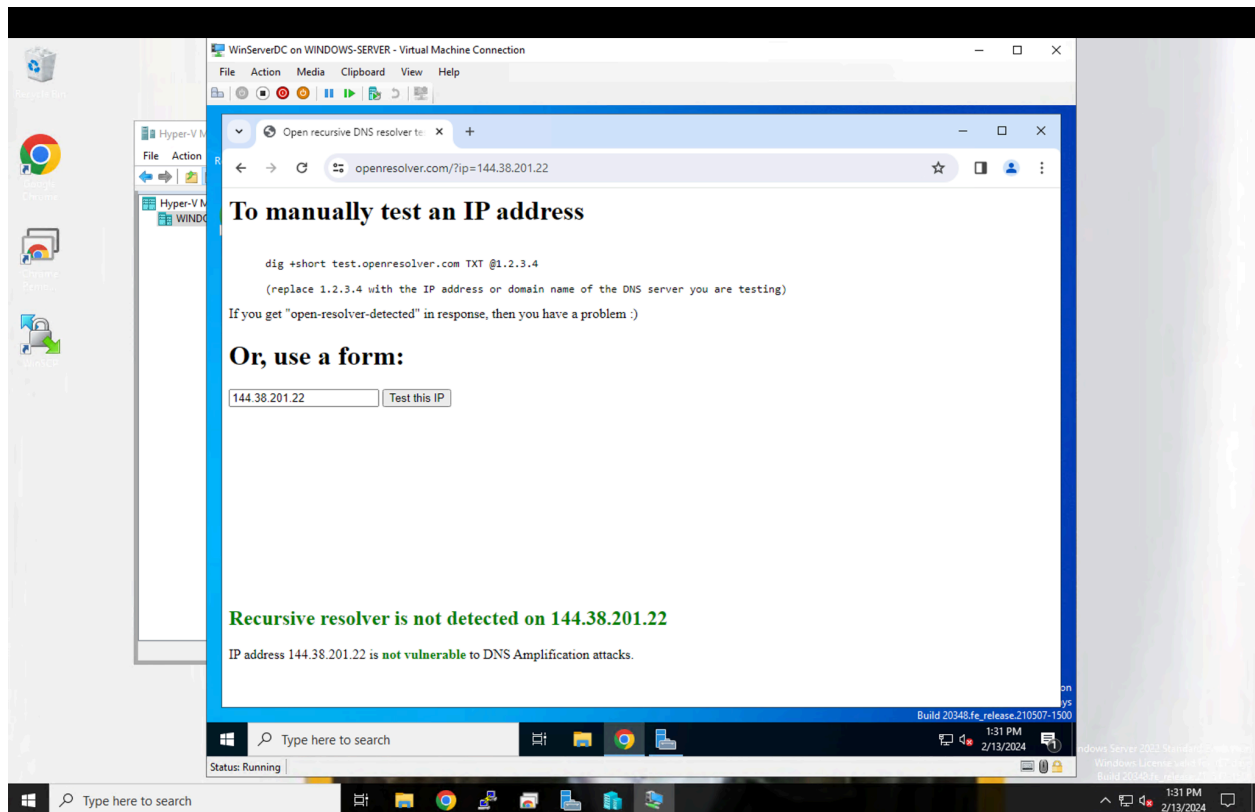 WinServerDC on WINDOWS-SERVER - Virtual Machine Connection
File Action Media Clipboard View Help
Hyper-V M
File Action
Hyper-V M
WINDO
Open recursive DNS resolver te
openresolver.com/?ip=144.38.201.22
To manually test an IP address
dig +short test.openresolver.com TXT @1.2.3.4
(replace 1.2.3.4 with the IP address or domain name of the DNS server you are testing)
If you get "open-resolver-detected" in response, then you have a problem :)
Or, use a form:
144.38.201.22 Test this IP
Recursive resolver is not detected on 144.38.201.22
IP address 144.38.201.22 is not vulnerable to DNS Amplification attacks.
on
ys
Build 20348.fe_release.210507-1500
Type here to search
1:31 PM
2/13/2024
1
Status: Running
Type here to search
1:31 PM
2/13/2024